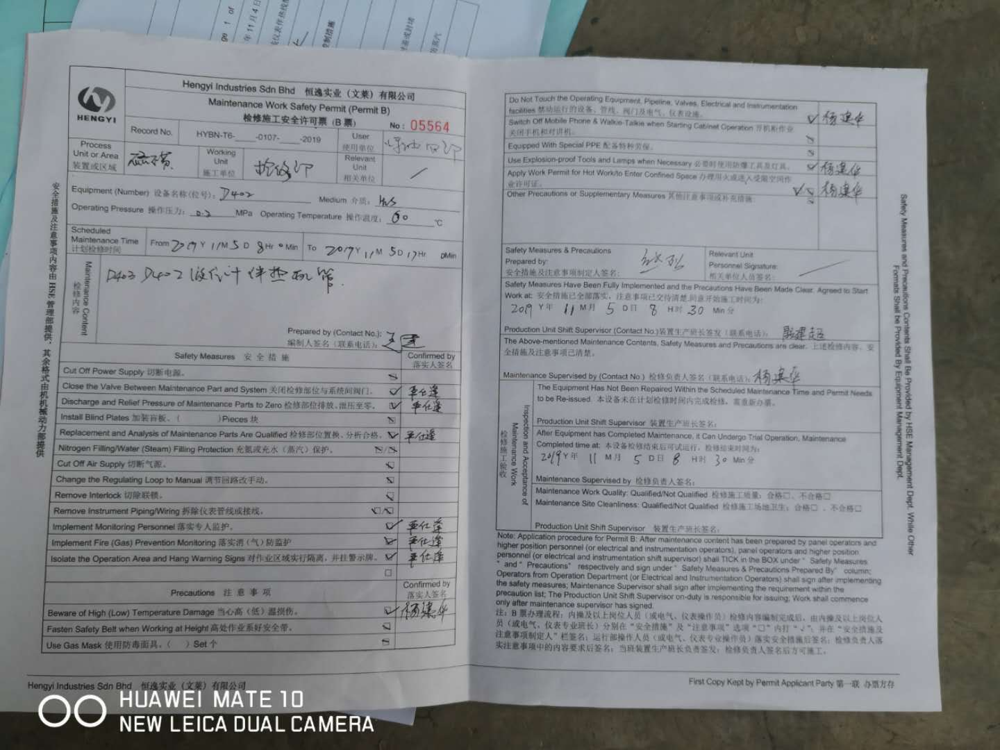 ge 1 of
年11月4日
控制措施
HENGYI
Hengyi Industries Sdn Bhd 恒逸实业（文莱）有限公司
Maintenance Work Safety Permit (Permit B)
检修施工安全许可票（B 票）
No: 05564
Record No.
HYBN-T6-____-0107-____-2019
User
使用单位
Process
Unit or Area
装置或区域
硫磺
Working
Unit
施工单位
Relevant
Unit
相关单位
/
Equipment (Number) 设备名称(位号): D402
Medium 介质: H2S
Operating Pressure 操作压力: 0.2 MPa Operating Temperature 操作温度: 60 ℃
Scheduled
Maintenance Time
计划检修时间
From 2019 Y 11 M 5 D 8 Hr 0 Min To 2019 Y 11 M 5 D 17 Hr 0 Min
Maintenance Content
检修内容
D403 D402 液位计伴热配管.
Prepared by (Contact No.):
编制人签名（联系电话）:
Safety Measures 安全措施
Confirmed by
落实人签名
Cut Off Power Supply 切断电源。
Close the Valve Between Maintenance Part and System 关闭检修部位与系统间阀门。
Discharge and Relief Pressure of Maintenance Parts to Zero 检修部位排放、泄压至零。
Install Blind Plates 加装盲板。（ ）Pieces 块
Replacement and Analysis of Maintenance Parts Are Qualified 检修部位置换、分析合格。
Nitrogen Filling/Water (Steam) Filling Protection 充氮或充水（蒸汽）保护。
Cut Off Air Supply 切断气源。
Change the Regulating Loop to Manual 调节回路改手动。
Remove Interlock 切除联锁。
Remove Instrument Piping/Wiring 拆除仪表管线或接线。
Implement Monitoring Personnel 落实专人监护。
Implement Fire (Gas) Prevention Monitoring 落实消（气）防监护
Isolate the Operation Area and Hang Warning Signs 对作业区域实行隔离，并挂警示牌。
Precautions 注意事项
Confirmed by
落实人签名
Beware of High (Low) Temperature Damage 当心高（低）温损伤。 杨建华
Fasten Safety Belt when Working at Height 高处作业系好安全带。
Use Gas Mask 使用防毒面具。（ ）Set 个
Hengyi Industries Sdn Bhd 恒逸实业（文莱）有限公司
安全措施及注意事项内容由 HSE 管理部提供，其余格式由机械动力部提供
Do Not Touch the Operating Equipment, Pipeline, Valves, Electrical and Instrumentation
facilities 禁动运行的设备、管线、阀门及电气、仪表设施。 杨建华
Switch Off Mobile Phone & Walkie-Talkie when Starting Cabinet Operation 开机柜作业
关闭手机和对讲机。
Equipped With Special PPE 配备特种劳保。
Use Explosion-proof Tools and Lamps when Necessary 必要时使用防爆工具及灯具。 杨建华
Apply Work Permit for Hot Work/to Enter Confined Space 办理用火或进入受限空间作
业许可证。 杨建华
Other Precautions or Supplementary Measures 其他注意事项或补充措施:
Safety Measures & Precautions
Prepared by:
安全措施及注意事项制定人签名:
Relevant Unit
Personnel Signature:
相关单位人员签名:
Safety Measures Have Been Fully Implemented and the Precautions Have Been Made Clear. Agreed to Start
Work at: 安全措施已全部落实，注意事项已交待清楚,同意开始施工时间为:
2019 Y年 11 M月 5 D日 8 H时 30 Min 分
Production Unit Shift Supervisor (Contact No.)装置生产班长签发（联系电话）:
The Above-mentioned Maintenance Contents, Safety Measures and Precautions are clear. 上述检修内容、安
全措施及注意事项已清楚。
Maintenance Supervised by (Contact No.) 检修负责人签名（联系电话）: 杨建华
Inspection and Acceptance of
Maintenance Work
检修施工验收
The Equipment Has Not Been Repaired Within the Scheduled Maintenance Time and Permit Needs
to be Re-issued. 本设备未在计划检修时间内完成检修，需重新办票。
Production Unit Shift Supervisor 装置生产班长签名:
After Equipment has Completed Maintenance, it Can Undergo Trial Operation, Maintenance
Completed time at: 本设备检修结束后可试运行，检修结束时间为:
2019 Y年 11 M月 5 D日 8 H时 30 Min 分
Maintenance Supervised by 检修负责人签名:
Maintenance Work Quality: Qualified/Not Qualified 检修施工质量: 合格□、不合格□
Maintenance Site Cleanliness: Qualified/Not Qualified 检修施工场地卫生: 合格□ 、不合格□
Production Unit Shift Supervisor 装置生产班长签名:
Note: Application procedure for Permit B: After maintenance content has been prepared by panel operators and
higher position personnel (or electrical and instrumentation operators), panel operators and higher position
personnel (or electrical and instrumentation shift supervisor) shall TICK in the BOX under " Safety Measures
" and " Precautions" respectively and sign under " Safety Measures & Precautions Prepared By" column;
Operators from Operation Department (or Electrical and Instrumentation Operators) shall sign after implementing
the safety measures; Maintenance Supervisor shall sign after implementing the requirement within the
precaution list; The Production Unit Shift Supervisor on-duty is responsible for issuing; Work shall commence
only after maintenance supervisor has signed.
注: B 票办理流程: 内操及以上岗位人员（或电气、仪表操作员）检修内容编制完成后，由内操及以上岗位人
员（或电气、仪表专业班长）分别在“安全措施”及“注意事项”选项“□”内打“√”; 并在“安全措施及
注意事项制定人”栏签名; 运行部操作人员（或电气、仪表专业操作员）落实安全措施后签名; 检修负责人落
实注意事项中的内容要求后签名; 当班装置生产班长负责签发; 检修负责人签名后方可施工。
First Copy Kept by Permit Applicant Party 第一联 办票方存
Safety Measures and Precautions Contents Shall Be Provided by HSE Management Dept. While Other
Formats Shall be Provided By Equipment Management Dept.
HUAWEI MATE 10
NEW LEICA DUAL CAMERA